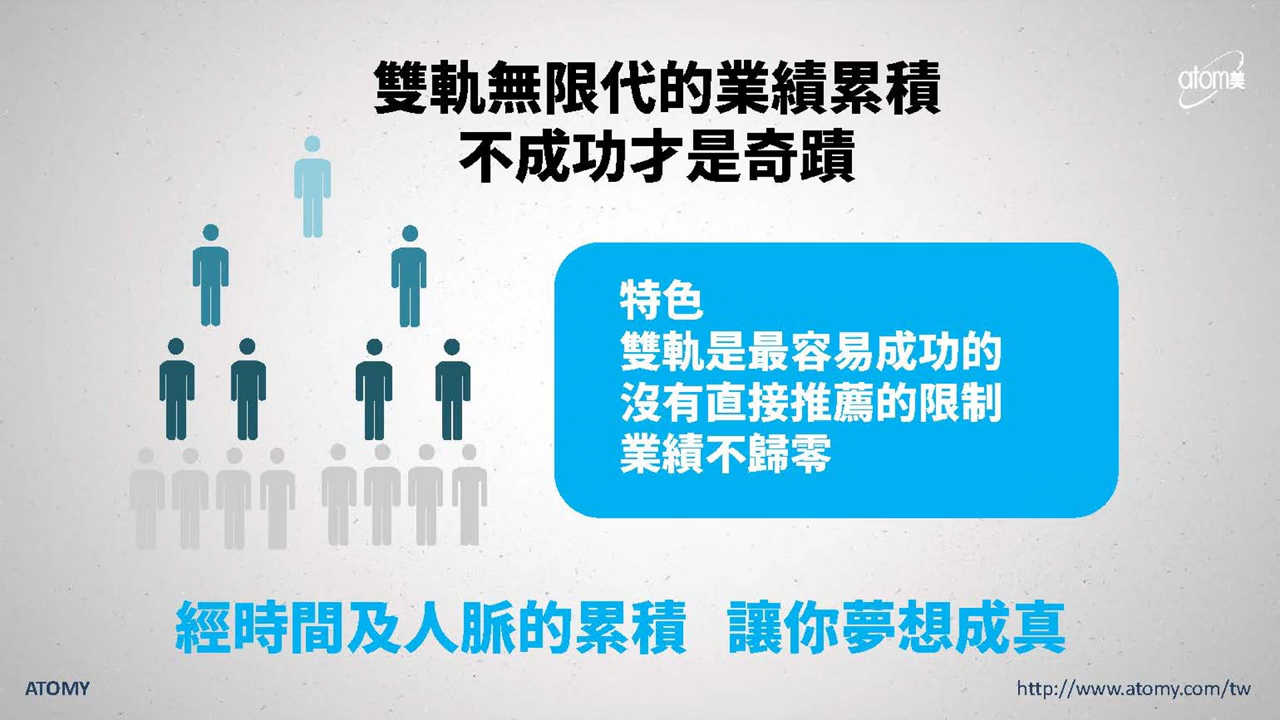 雙軌無限代的業績累積
不成功才是奇蹟
atom美
特色
雙軌是最容易成功的
沒有直接推薦的限制
業績不歸零
經時間及人脈的累積 讓你夢想成真
ATOMY
http://www.atomy.com/tw